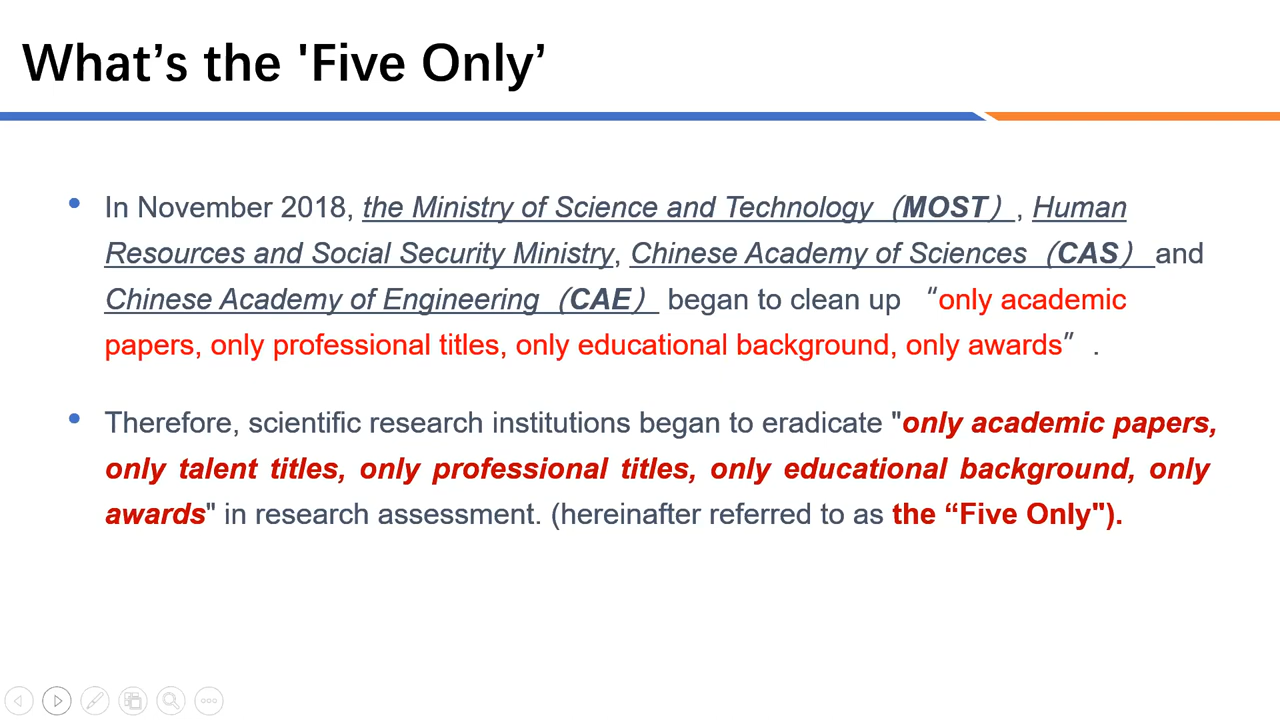 What’s the 'Five Only’
• In November 2018, the Ministry of Science and Technology（MOST）, Human
Resources and Social Security Ministry, Chinese Academy of Sciences（CAS） and
Chinese Academy of Engineering（CAE） began to clean up “only academic
papers, only professional titles, only educational background, only awards” .
• Therefore, scientific research institutions began to eradicate "only academic papers,
only talent titles, only professional titles, only educational background, only
awards" in research assessment. (hereinafter referred to as the “Five Only").